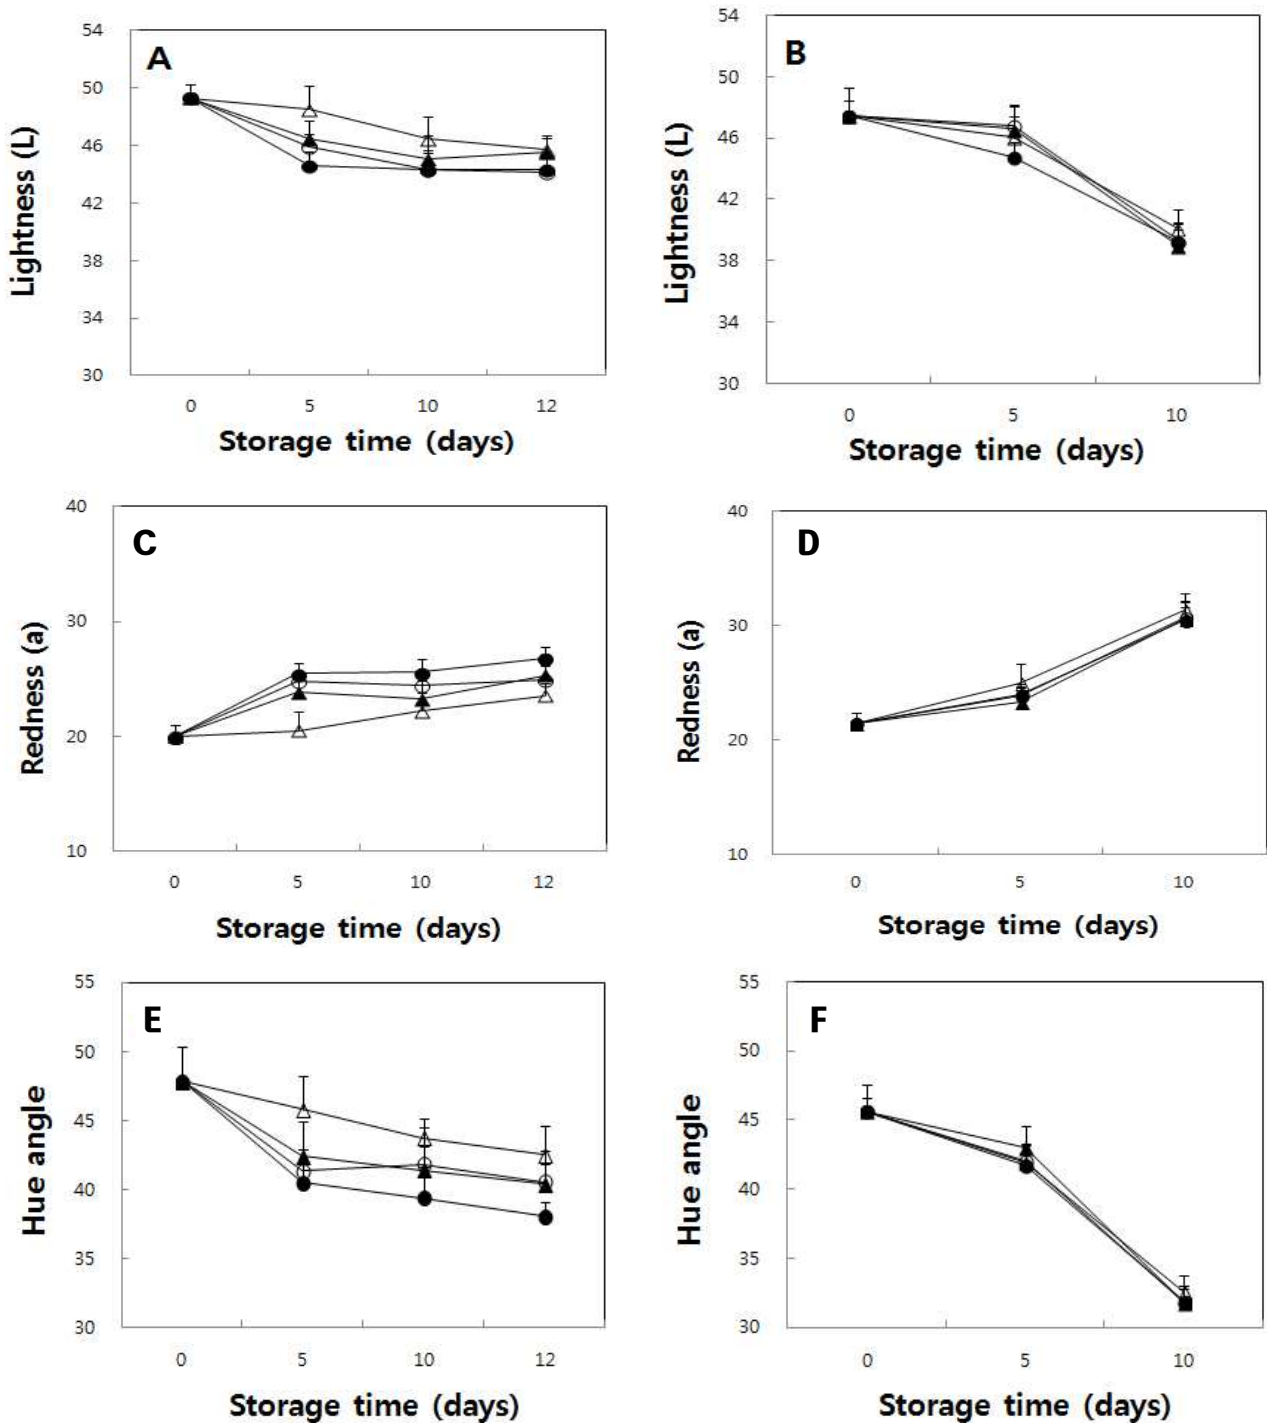 A
Lightness (L)
54
50
46
42
38
34
30
0 5 10 12
Storage time (days)
B
Lightness (L)
54
50
46
42
38
34
30
0 5 10
Storage time (days)
C
Redness (a)
40
30
20
10
0 5 10 12
Storage time (days)
D
Redness (a)
40
30
20
10
0 5 10
Storage time (days)
E
Hue angle
55
50
45
40
35
30
0 5 10 12
Storage time (days)
F
Hue angle
55
50
45
40
35
30
0 5 10
Storage time (days)